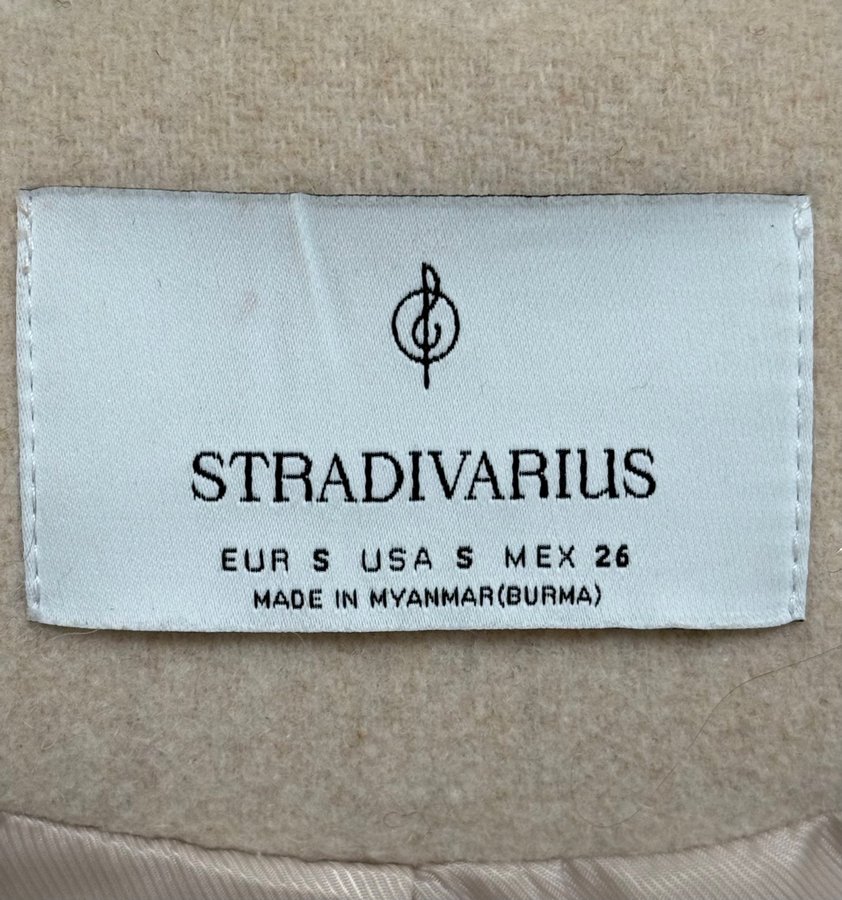 STRADIVARIUS
EUR S USA S MEX 26
MADE IN MYANMAR(BURMA)